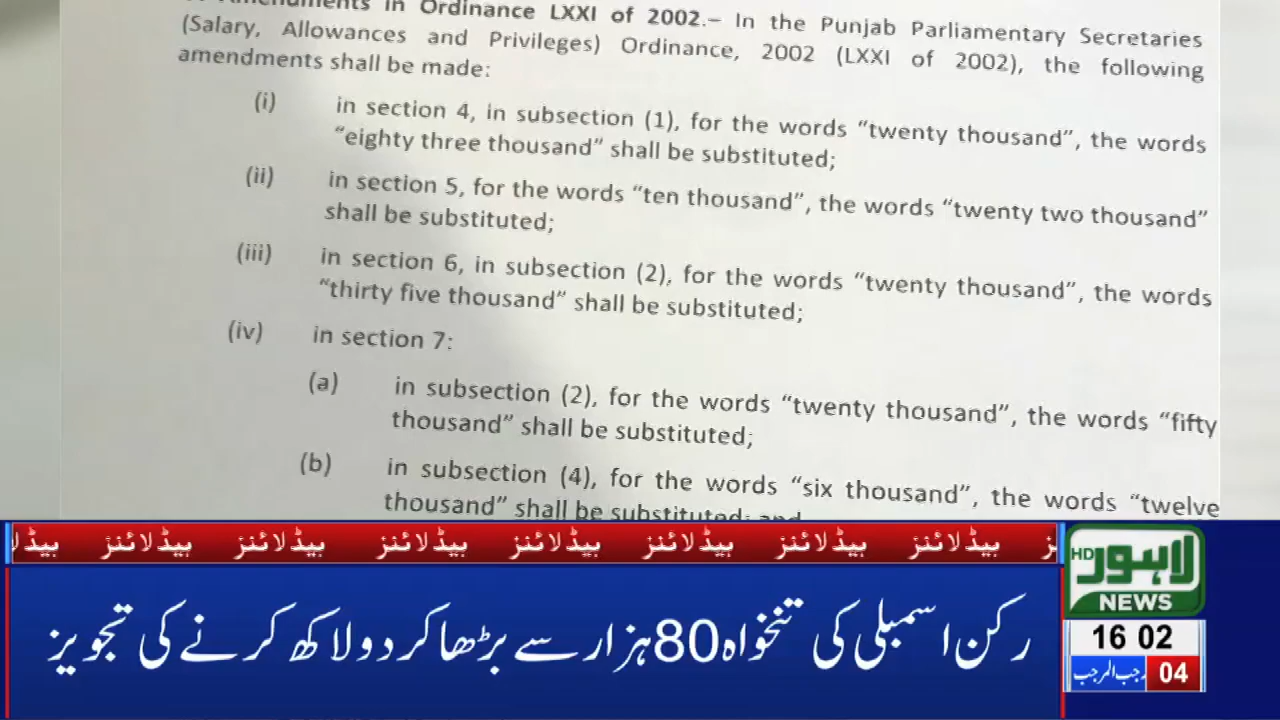 Amendments in Ordinance LXXI of 2002.– In the Punjab Parliamentary Secretaries
(Salary, Allowances and Privileges) Ordinance, 2002 (LXXI of 2002), the following
amendments shall be made:
(i) in section 4, in subsection (1), for the words “twenty thousand”, the words
“eighty three thousand” shall be substituted;
(ii) in section 5, for the words “ten thousand”, the words “twenty two thousand”
shall be substituted;
(iii) in section 6, in subsection (2), for the words “twenty thousand”, the words
“thirty five thousand” shall be substituted;
(iv) in section 7:
(a) in subsection (2), for the words “twenty thousand”, the words “fifty
thousand” shall be substituted;
(b) in subsection (4), for the words “six thousand”, the words “twelve
thousand” shall be substituted; and
ہیڈلائنز ہیڈلائنز ہیڈلائنز ہیڈلائنز ہیڈلائنز ہیڈلائنز ہیڈلائنز ہیڈلائنز
رکن اسمبلی کی تنخواہ 80ہزار سے بڑھا کر دو لاکھ کرنے کی تجویز
HD لاہور
NEWS
16 02
رجب المرجب 04